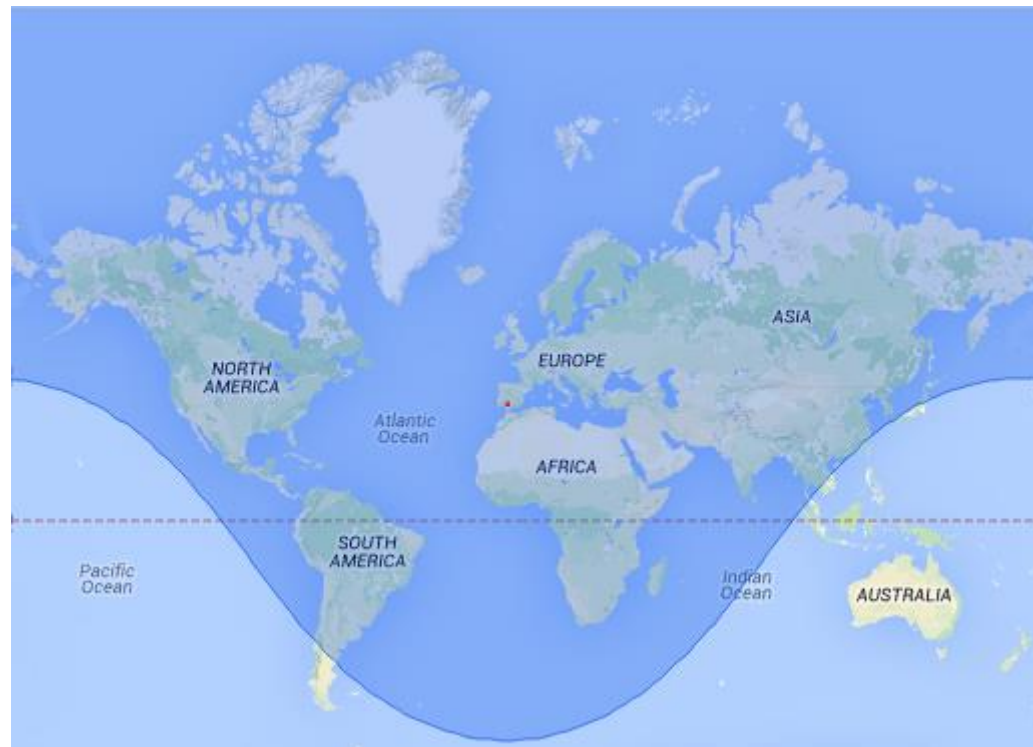 ASIA
EUROPE
NORTH
AMERICA
Atlantic
Ocean
AFRICA
SOUTH
AMERICA
Pacific
Ocean
Indian
Ocean
AUSTRALIA